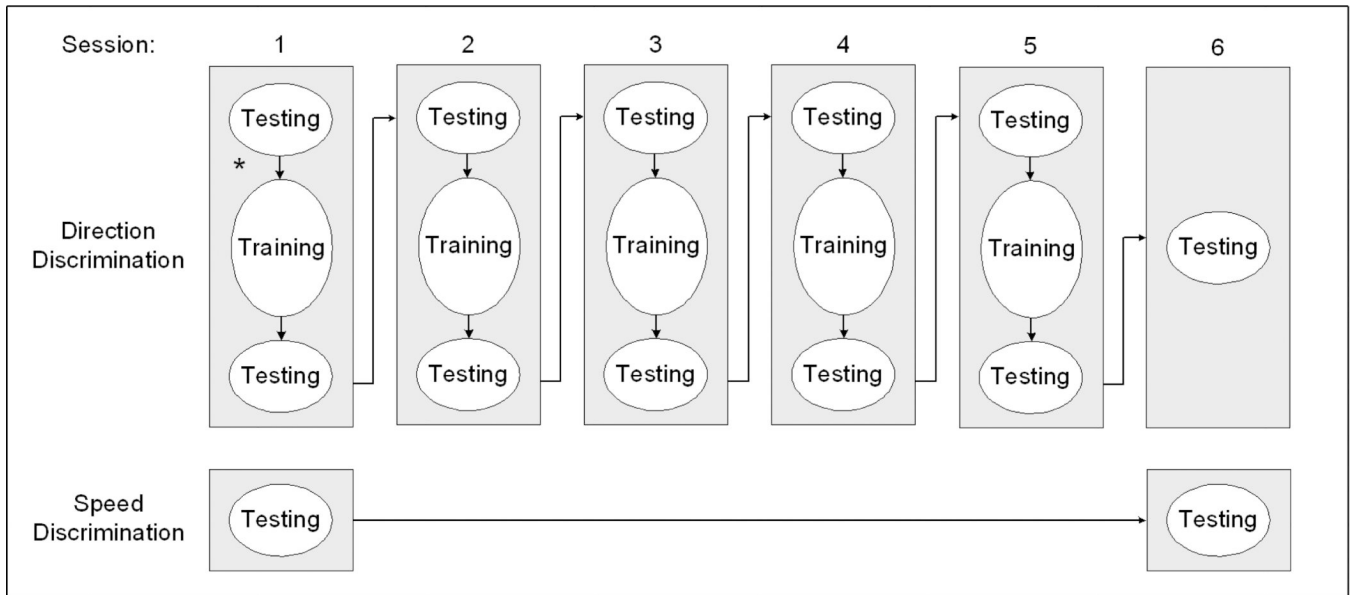 Session: 1 2 3 4 5 6
Testing Testing Testing Testing Testing
*
Direction
Discrimination
Training Training Training Training Training Testing
Testing Testing Testing Testing Testing
Speed
Discrimination
Testing Testing